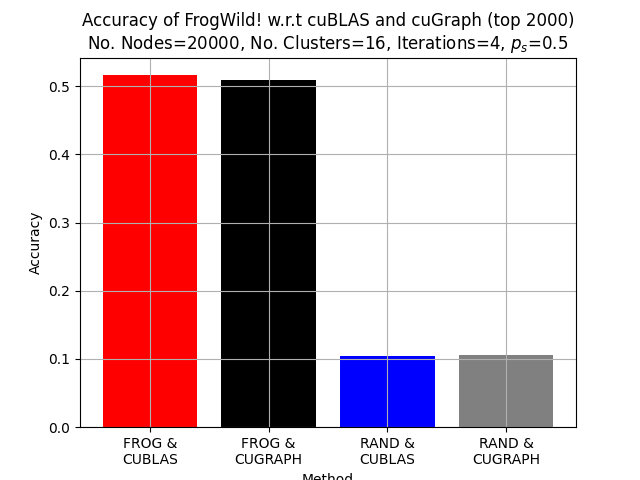 Accuracy of FrogWild! w.r.t cuBLAS and cuGraph (top 2000)
No. Nodes=20000, No. Clusters=16, Iterations=4, $p_s$=0.5
Accuracy
0.5
0.4
0.3
0.2
0.1
0.0
FROG &
CUBLAS
FROG &
CUGRAPH
RAND &
CUBLAS
RAND &
CUGRAPH
Method